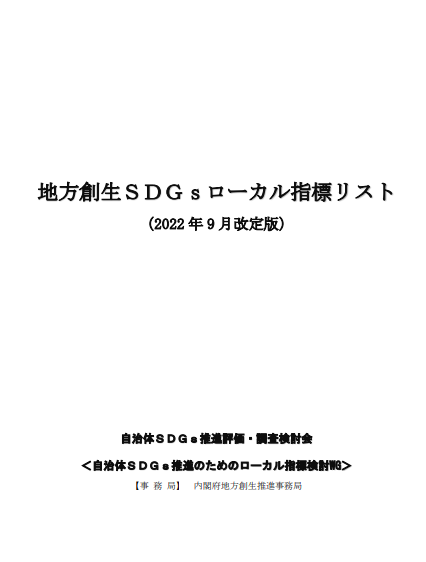 地方創生ＳＤＧｓローカル指標リスト
(2022 年 9 月改定版)
自治体ＳＤＧｓ推進評価・調査検討会
＜自治体ＳＤＧｓ推進のためのローカル指標検討WG＞
【事 務 局】　内閣府地方創生推進事務局